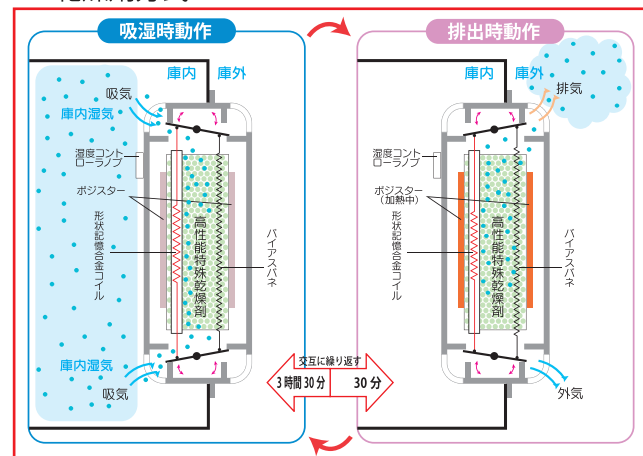 吸湿時動作
庫内
庫外
吸気
庫内湿気
湿度コント
ローラノブ
ポジスター
形状記憶合金コイル
高性能特殊乾燥剤
バイアスバネ
庫内湿気
吸気
交互に繰り返す
3時間30分
30分
排出時動作
庫内
庫外
排気
湿度コント
ローラノブ
ポジスター
(加熱中)
形状記憶合金コイル
高性能特殊乾燥剤
バイアスバネ
外気